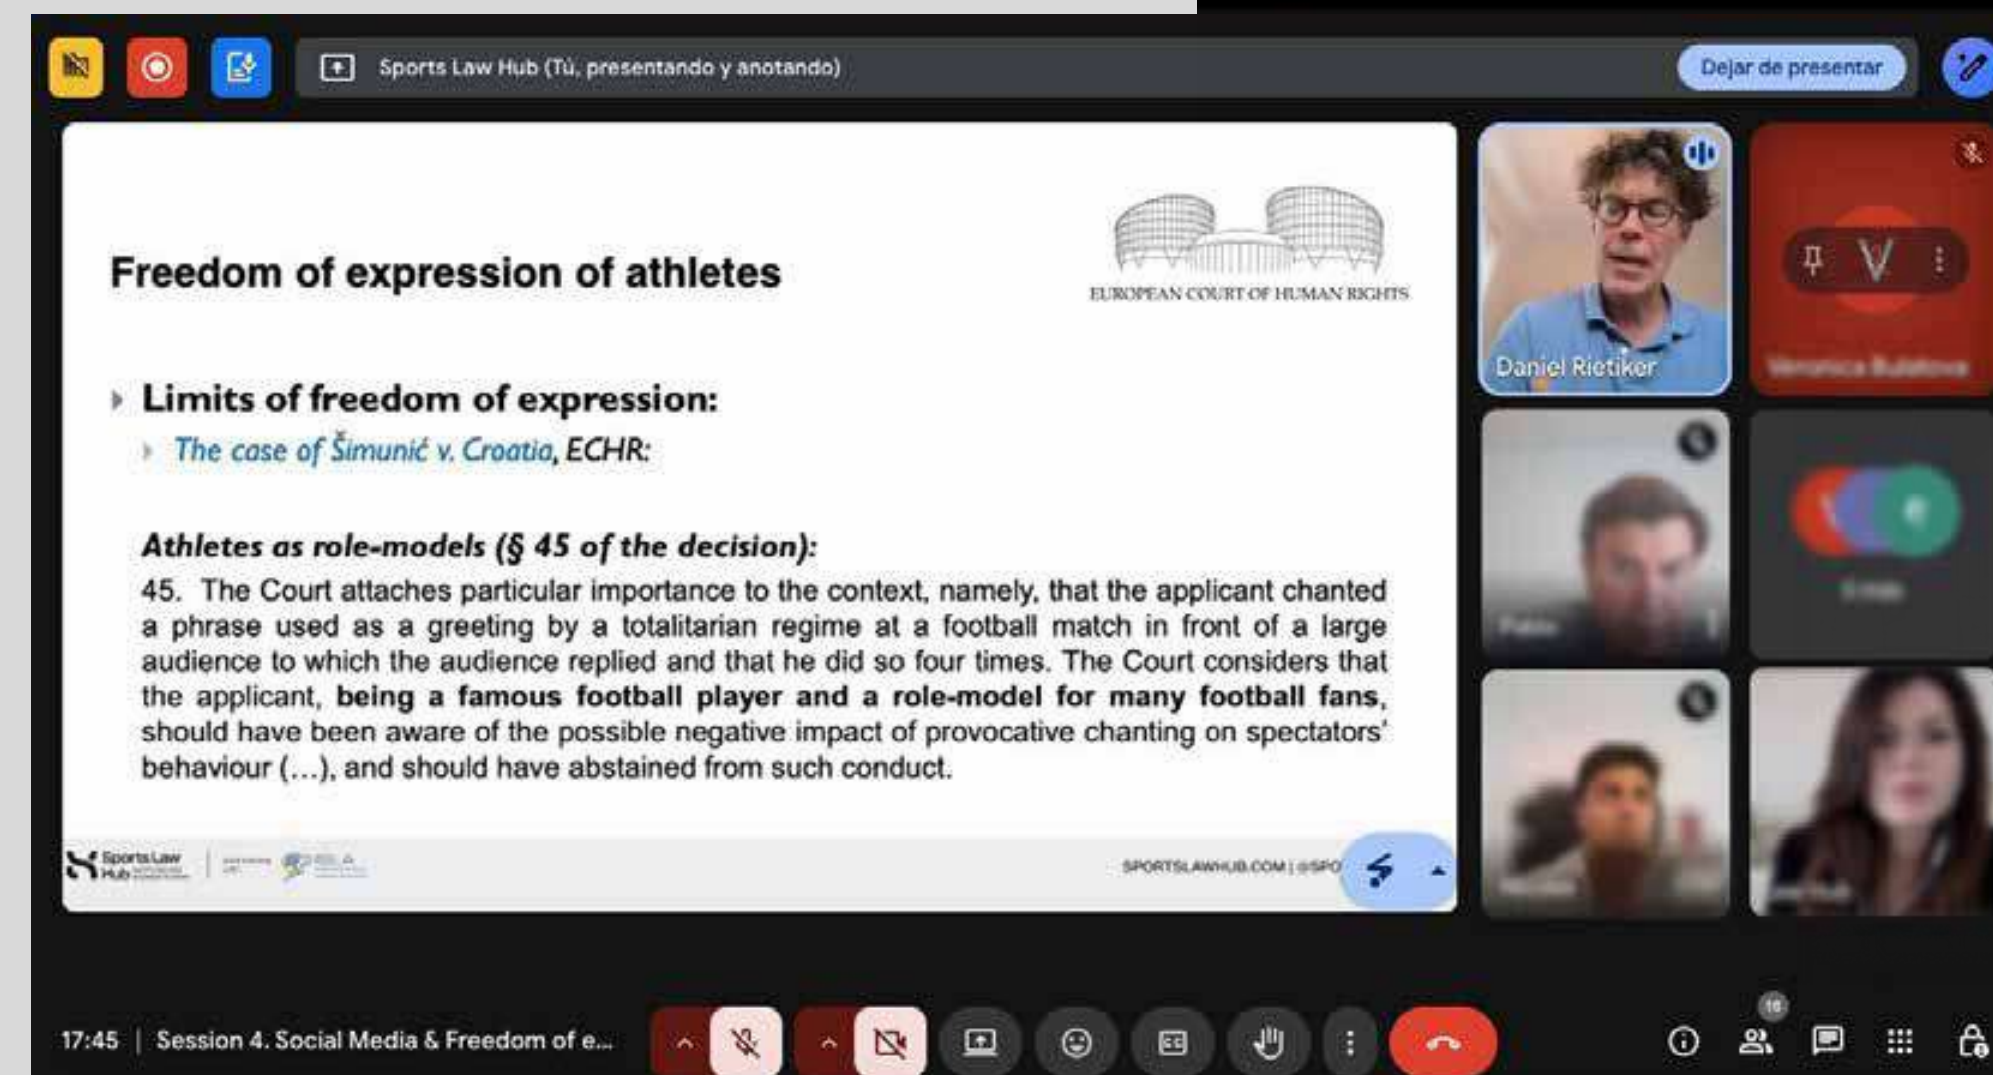 Sports Law Hub (Tú, presentando y anotando)
Dejar de presentar
Freedom of expression of athletes
EUROPEAN COURT OF HUMAN RIGHTS
Limits of freedom of expression:
The case of Šimunić v. Croatia, ECHR:
Athletes as role-models (§ 45 of the decision):
45. The Court attaches particular importance to the context, namely, that the applicant chanted
a phrase used as a greeting by a totalitarian regime at a football match in front of a large
audience to which the audience replied and that he did so four times. The Court considers that
the applicant, being a famous football player and a role-model for many football fans,
should have been aware of the possible negative impact of provocative chanting on spectators'
behaviour (...), and should have abstained from such conduct.
Sports Law
Hub
SPORTSLAWHUB.COM | @SPO
Daniel Rietiker
V
17:45 | Session 4. Social Media & Freedom of e...
CC
16